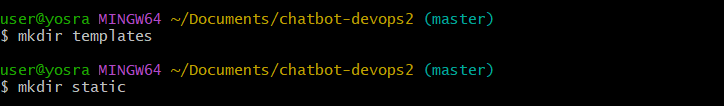 user@yosra MINGW64 ~/Documents/chatbot-devops2 (master)
$ mkdir templates
user@yosra MINGW64 ~/Documents/chatbot-devops2 (master)
$ mkdir static